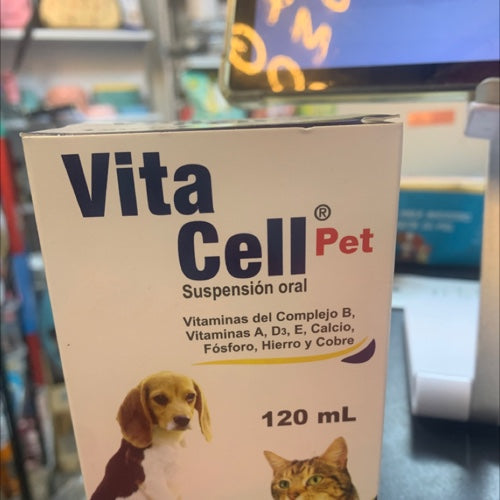 Vita
Cell® Pet
Suspensión oral
Vitaminas del Complejo B,
Vitaminas A, D3, E, Calcio,
Fósforo, Hierro y Cobre
120 mL